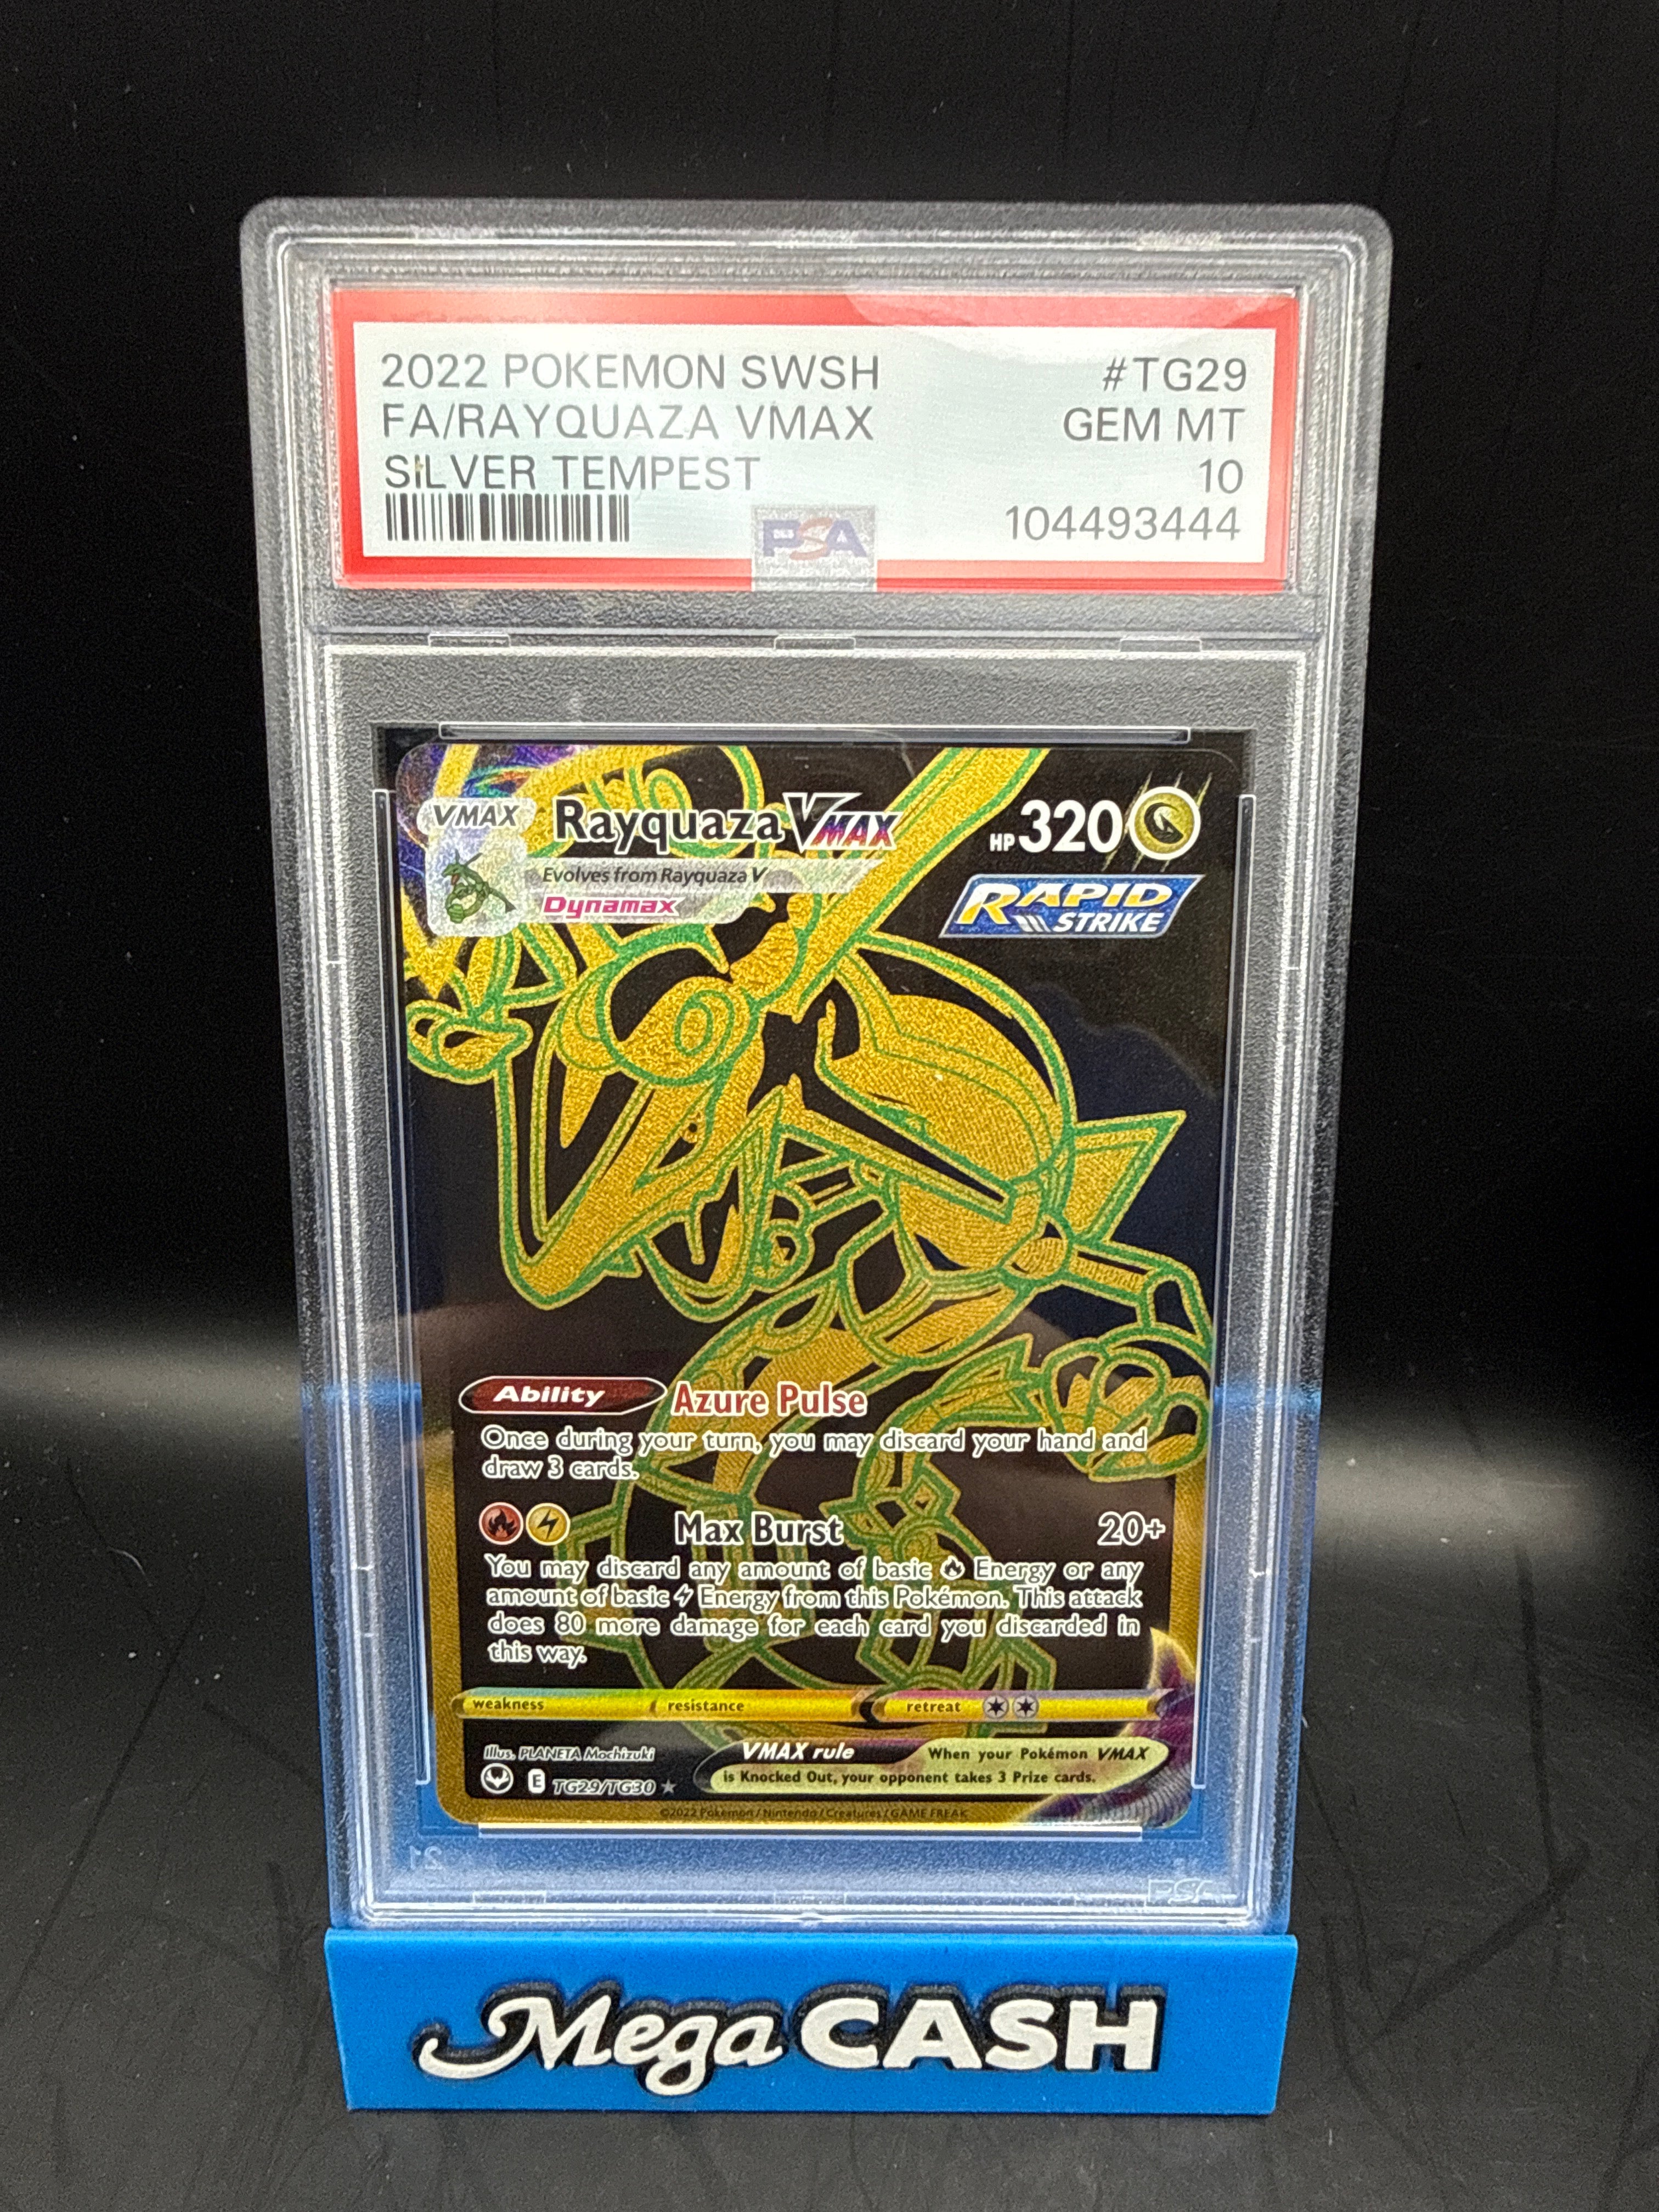 2022 POKEMON SWSH #TG29
FA/RAYQUAZA VMAX GEM MT
SILVER TEMPEST 10
PSA 104493444
VMAX Rayquaza VMAX HP 320
Evolves from Rayquaza V
Dynamax
RAPID
STRIKE
Ability Azure Pulse
Once during your turn, you may discard your hand and
draw 3 cards.
Max Burst 20+
You may discard any amount of basic Energy or any
amount of basic Energy from this Pokémon. This attack
does 80 more damage for each card you discarded in
this way.
weakness resistance retreat
Illus. PLANETA Mochizuki
VMAX rule When your Pokémon VMAX
is Knocked Out, your opponent takes 3 Prize cards.
E TG29/TG30
©2022 Pokémon / Nintendo / Creatures / GAME FREAK
PSA
Mega CASH